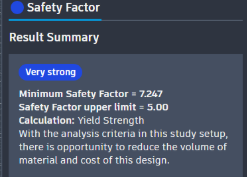 Safety Factor
Result Summary
Very strong
Minimum Safety Factor = 7.247
Safety Factor upper limit = 5.00
Calculation: Yield Strength
With the analysis criteria in this study setup,
there is opportunity to reduce the volume of
material and cost of this design.